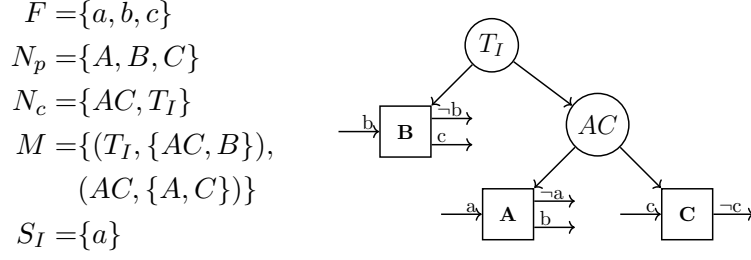 F = {a, b, c}
N_p = {A, B, C}
N_c = {AC, T_I}
M = {(T_I, {AC, B}),
(AC, {A, C})}
S_I = {a}
T_I
b
B
¬b
c
AC
a
A
¬a
b
c
C
¬c